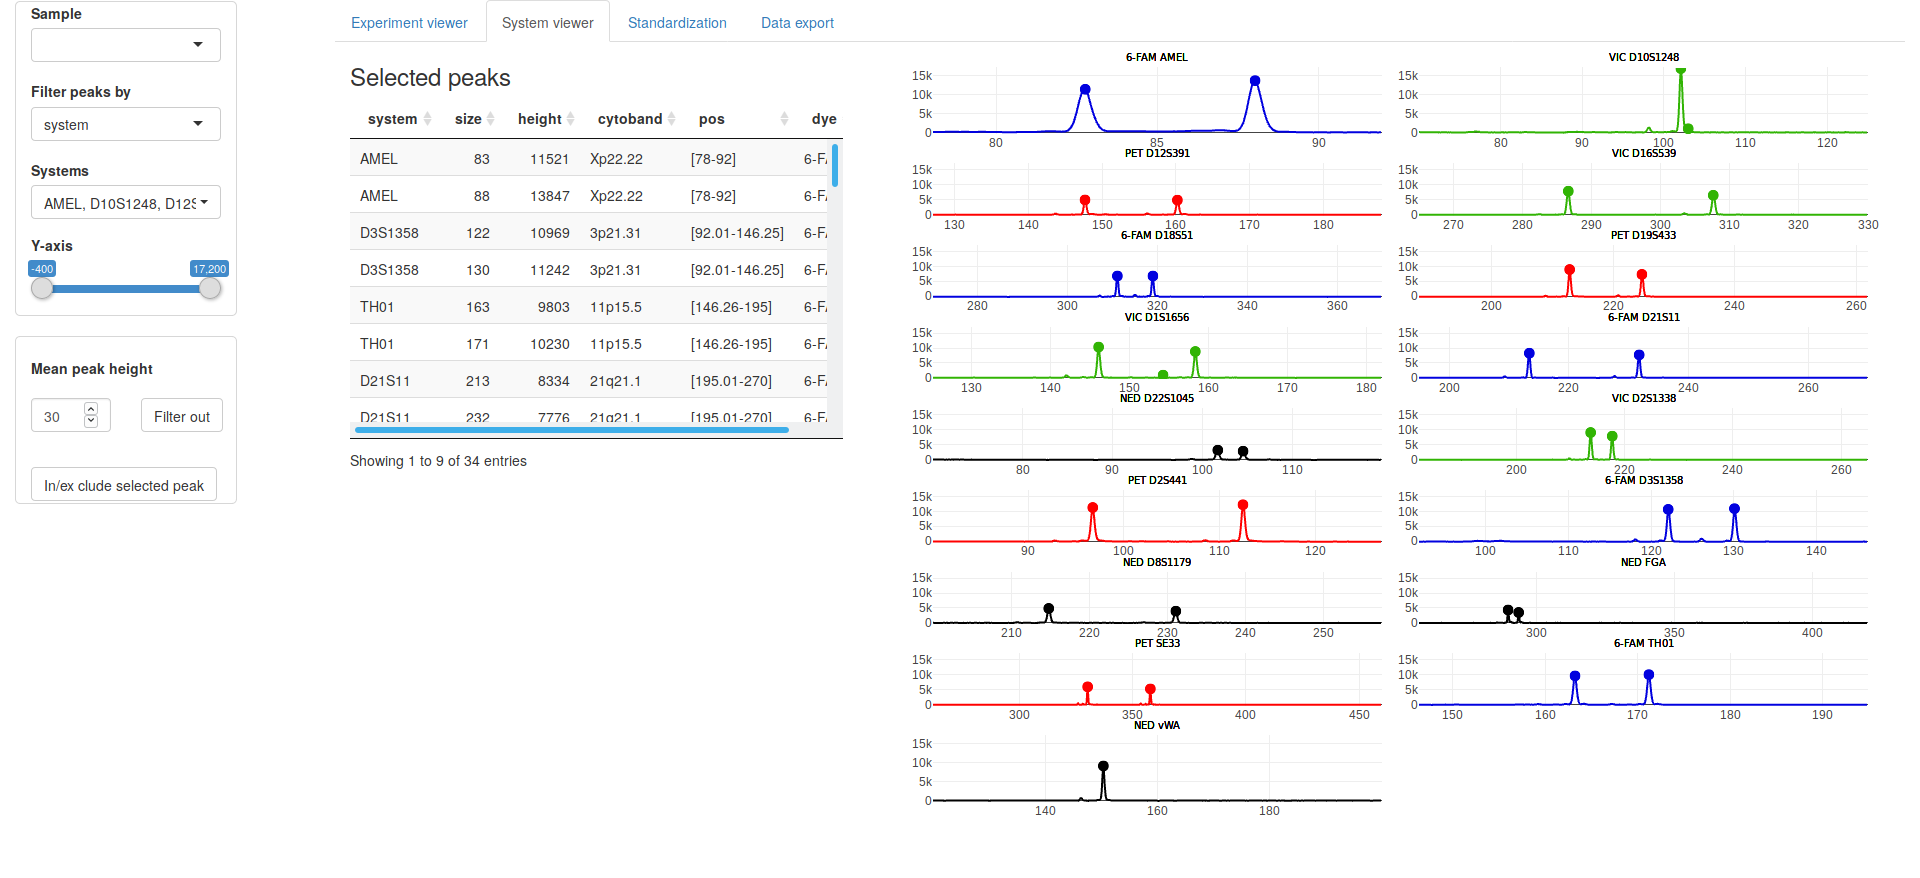 Sample
Filter peaks by
system
Systems
AMEL, D10S1248, D12S
Y-axis
-400 17,200
Mean peak height
30 Filter out
In/ex clude selected peak
Experiment viewer System viewer Standardization Data export
Selected peaks
system size height cytoband pos dye
AMEL 83 11521 Xp22.22 [78-92] 6-F
AMEL 88 13847 Xp22.22 [78-92] 6-F
D3S1358 122 10969 3p21.31 [92.01-146.25] 6-F
D3S1358 130 11242 3p21.31 [92.01-146.25] 6-F
TH01 163 9803 11p15.5 [146.26-195] 6-F
TH01 171 10230 11p15.5 [146.26-195] 6-F
D21S11 213 8334 21q21.1 [195.01-270] 6-F
D21S11 232 7776 21q21.1 [195.01-270] 6-F
Showing 1 to 9 of 34 entries
6-FAM AMEL
15k
10k
5k
0
80 85 90
VIC D10S1248
15k
10k
5k
0
80 90 100 110 120
PET D12S391
15k
10k
5k
0
130 140 150 160 170 180
VIC D16S539
15k
10k
5k
0
270 280 290 300 310 320 330
6-FAM D18S51
15k
10k
5k
0
280 300 320 340 360
PET D19S433
15k
10k
5k
0
200 220 240 260
VIC D1S1656
15k
10k
5k
0
130 140 150 160 170 180
6-FAM D21S11
15k
10k
5k
0
200 220 240 260
NED D22S1045
15k
10k
5k
0
80 90 100 110
VIC D2S1338
15k
10k
5k
0
200 220 240 260
PET D2S441
15k
10k
5k
0
90 100 110 120
6-FAM D3S1358
15k
10k
5k
0
100 110 120 130 140
NED D8S1179
15k
10k
5k
0
210 220 230 240 250
NED FGA
15k
10k
5k
0
300 350 400
PET SE33
15k
10k
5k
0
300 350 400 450
6-FAM TH01
15k
10k
5k
0
150 160 170 180 190
NED vWA
15k
10k
5k
0
140 160 180